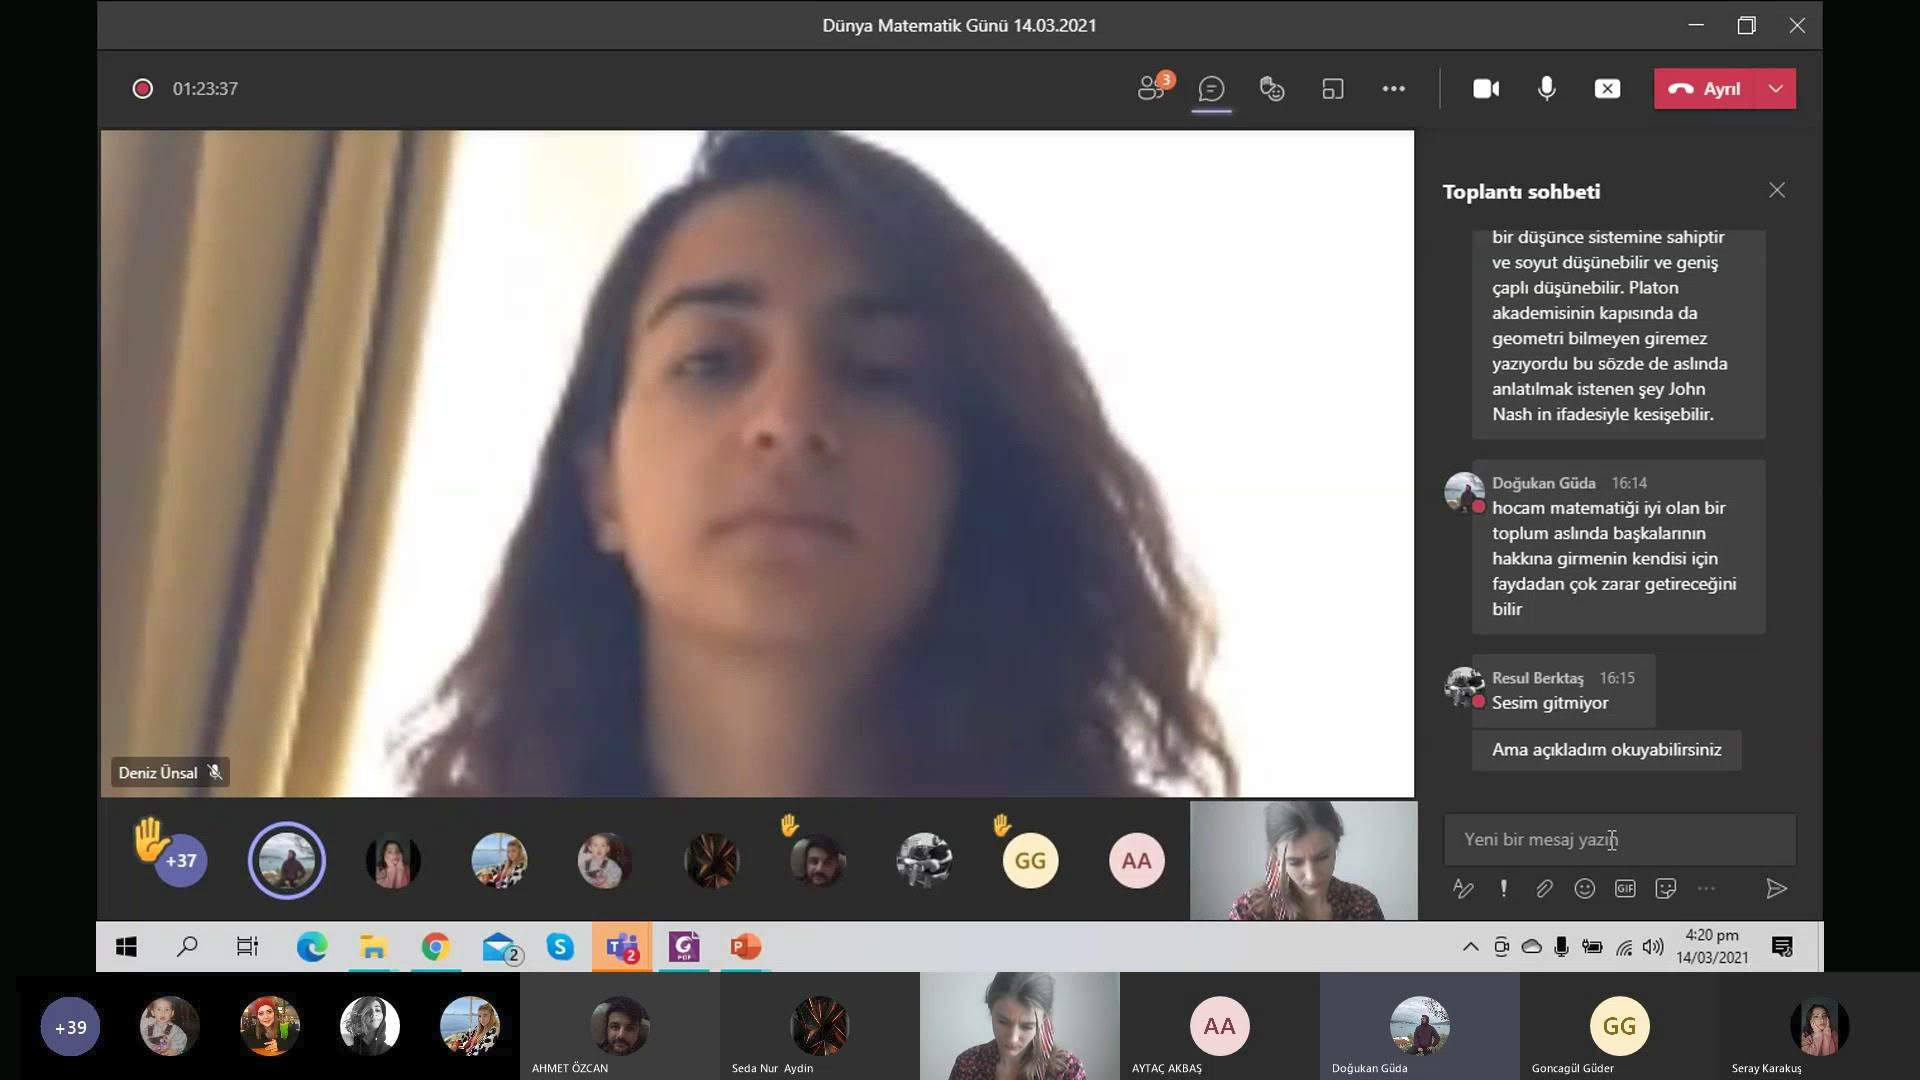 Dünya Matematik Günü 14.03.2021
01:23:37
3
Ayrıl
Toplantı sohbeti
bir düşünce sistemine sahiptir
ve soyut düşünebilir ve geniş
çaplı düşünebilir. Platon
akademisinin kapısında da
geometri bilmeyen giremez
yazıyordu bu sözde de aslında
anlatılmak istenen şey John
Nash in ifadesiyle kesişebilir.
Doğukan Güda 16:14
hocam matematiği iyi olan bir
toplum aslında başkalarının
hakkına girmenin kendisi için
faydadan çok zarar getireceğini
bilir
Resul Berktaş 16:15
Sesim gitmiyor
Ama açıkladım okuyabilirsiniz
Deniz Ünsal
+37
GG
AA
Yeni bir mesaj yazın
GIF
2
2
PDF
4:20 pm
14/03/2021
+39
AHMET ÖZCAN
Seda Nur Aydin
AA
AYTAÇ AKBAŞ
Doğukan Güda
GG
Goncagül Güder
Seray Karakuş